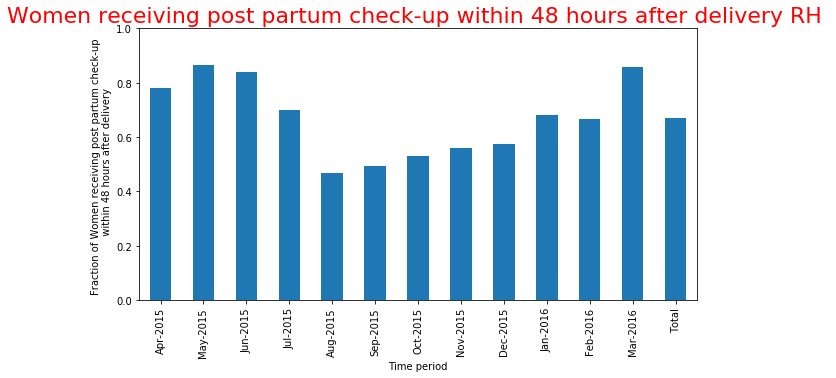 Women receiving post partum check-up within 48 hours after delivery RH
Fraction of Women receiving post partum check-up
within 48 hours after delivery
1.0
0.8
0.6
0.4
0.2
0.0
Apr-2015
May-2015
Jun-2015
Jul-2015
Aug-2015
Sep-2015
Oct-2015
Nov-2015
Dec-2015
Jan-2016
Feb-2016
Mar-2016
Total
Time period